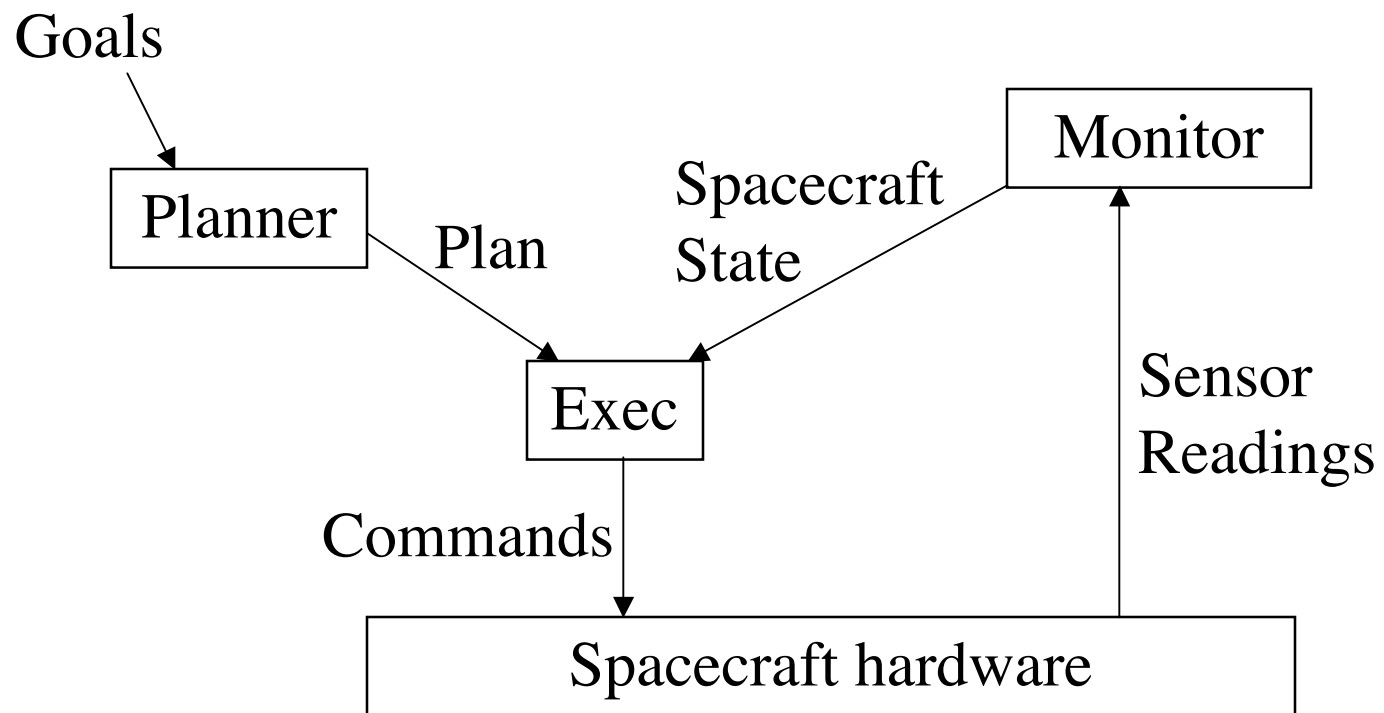 Goals
Monitor
Spacecraft
State
Planner
Plan
Exec
Sensor
Readings
Commands
Spacecraft hardware